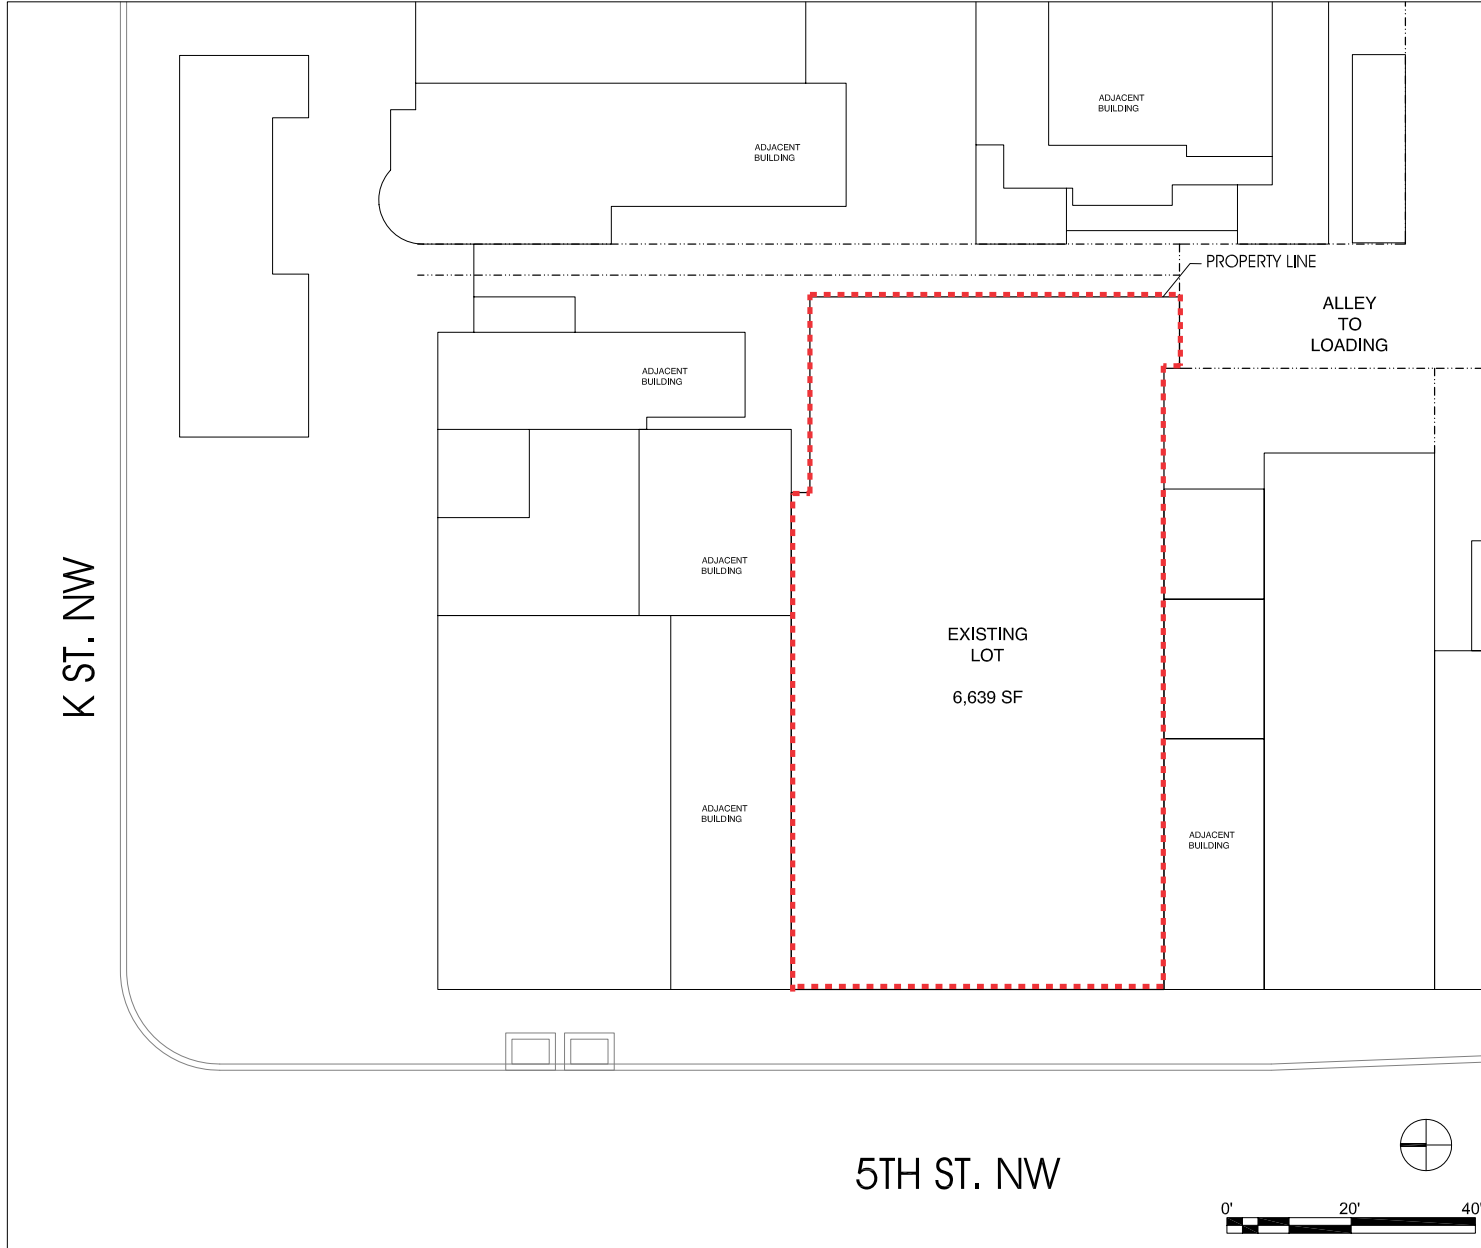 ADJACENT
BUILDING
ADJACENT
BUILDING
PROPERTY LINE
ALLEY
TO
LOADING
ADJACENT
BUILDING
ADJACENT
BUILDING
K ST. NW
EXISTING
LOT
6,639 SF
ADJACENT
BUILDING
ADJACENT
BUILDING
5TH ST. NW
0' 20' 40'